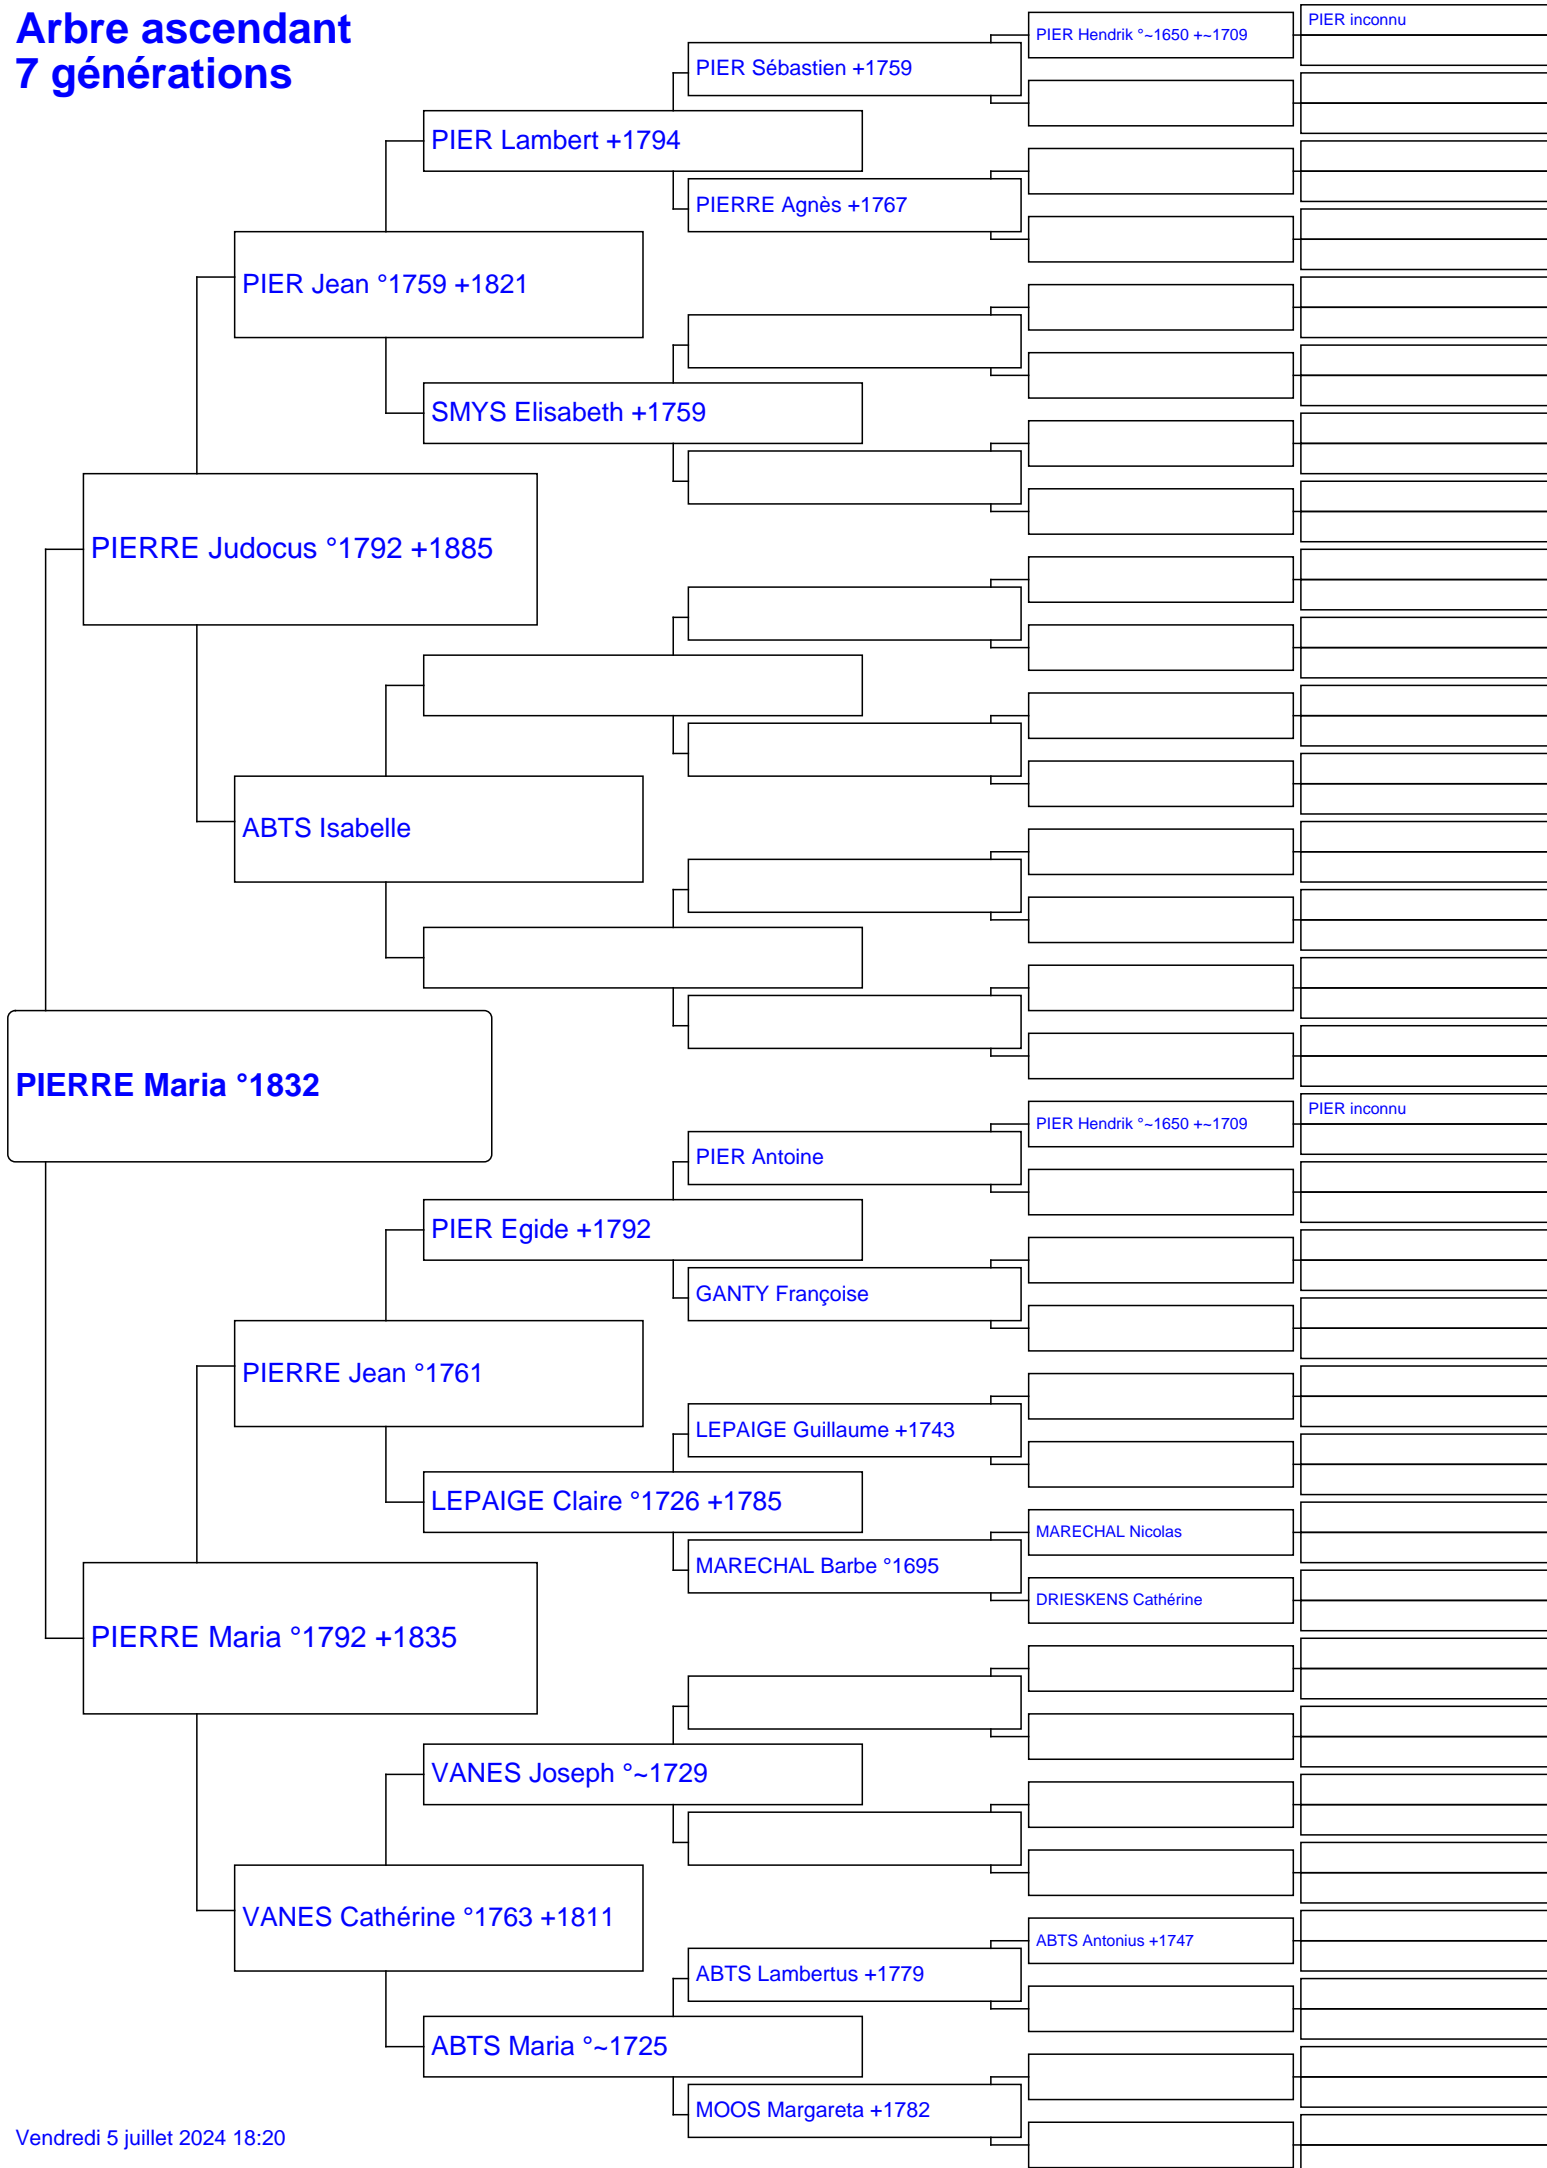 Arbre ascendant
7 générations
PIER inconnu
PIER Hendrik °~1650 +~1709
PIER Sébastien +1759
PIER Lambert +1794
PIERRE Agnès +1767
PIER Jean °1759 +1821
SMYS Elisabeth +1759
PIERRE Judocus °1792 +1885
ABTS Isabelle
PIERRE Maria °1832
PIER inconnu
PIER Hendrik °~1650 +~1709
PIER Antoine
PIER Egide +1792
GANTY Françoise
PIERRE Jean °1761
LEPAIGE Guillaume +1743
LEPAIGE Claire °1726 +1785
MARECHAL Nicolas
MARECHAL Barbe °1695
DRIESKENS Cathérine
PIERRE Maria °1792 +1835
VANES Joseph °~1729
VANES Cathérine °1763 +1811
ABTS Antonius +1747
ABTS Lambertus +1779
ABTS Maria °~1725
MOOS Margareta +1782
Vendredi 5 juillet 2024 18:20